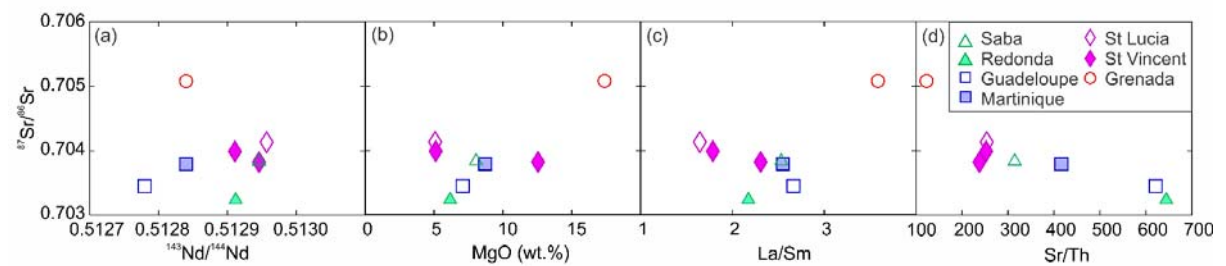 0.706
0.705
0.704
0.703
⁸⁷Sr/⁸⁶Sr
(a)
(b)
(c)
(d)
Saba
Redonda
Guadeloupe
Martinique
St Lucia
St Vincent
Grenada
0.5127 0.5128 0.5129 0.5130
0 5 10 15
1 2 3
100 200 300 400 500 600 700
¹⁴³Nd/¹⁴⁴Nd
MgO (wt.%)
La/Sm
Sr/Th